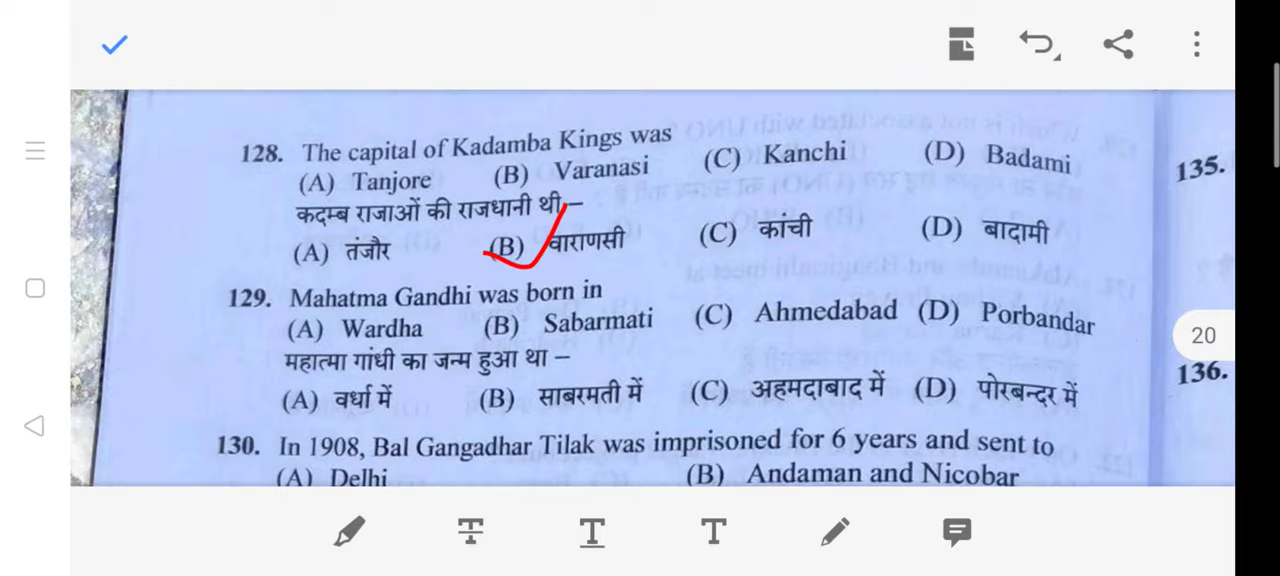 128. The capital of Kadamba Kings was
(A) Tanjore (B) Varanasi (C) Kanchi (D) Badami
कदम्ब राजाओं की राजधानी थी –
(A) तंजौर (B) वाराणसी (C) कांची (D) बादामी
129. Mahatma Gandhi was born in
(A) Wardha (B) Sabarmati (C) Ahmedabad (D) Porbandar
महात्मा गांधी का जन्म हुआ था –
(A) वर्धा में (B) साबरमती में (C) अहमदाबाद में (D) पोरबन्दर में
130. In 1908, Bal Gangadhar Tilak was imprisoned for 6 years and sent to
(A) Delhi (B) Andaman and Nicobar
135.
136.
20
T T T